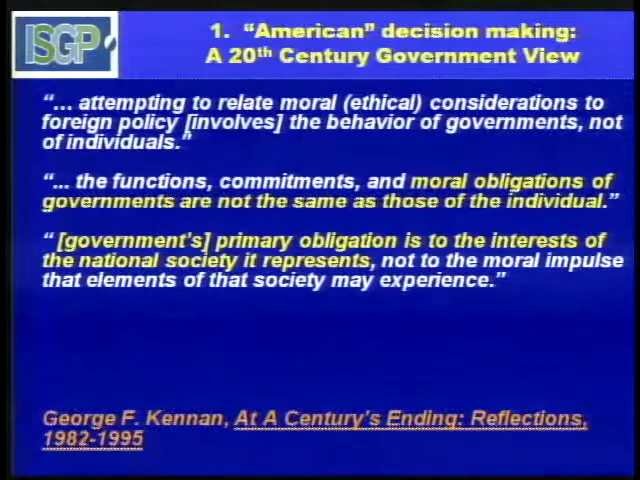 ISGP
1. “American” decision making:
A 20th Century Government View
“... attempting to relate moral (ethical) considerations to
foreign policy [involves] the behavior of governments, not
of individuals.”
“... the functions, commitments, and moral obligations of
governments are not the same as those of the individual.”
“ [government’s] primary obligation is to the interests of
the national society it represents, not to the moral impulse
that elements of that society may experience.”
George F. Kennan, At A Century’s Ending: Reflections,
1982-1995